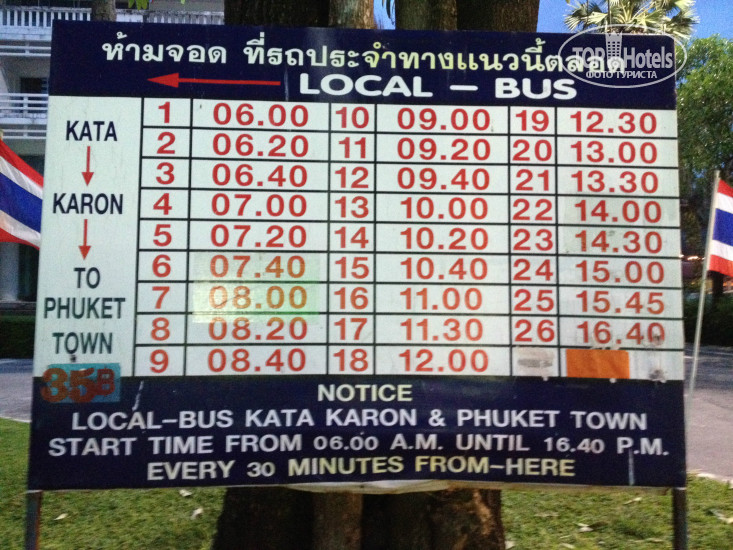 ห้ามจอด ที่รถประจำทางแนวนี้ตลอด
TOP Hotels
ФОТО ТУРИСТА
LOCAL - BUS
KATA
KARON
TO
PHUKET
TOWN
35B
1 06.00 10 09.00 19 12.30
2 06.20 11 09.20 20 13.00
3 06.40 12 09.40 21 13.30
4 07.00 13 10.00 22 14.00
5 07.20 14 10.20 23 14.30
6 07.40 15 10.40 24 15.00
7 08.00 16 11.00 25 15.45
8 08.20 17 11.30 26 16.40
9 08.40 18 12.00
NOTICE
LOCAL-BUS KATA KARON & PHUKET TOWN
START TIME FROM 06.00 A.M. UNTIL 16.40 P.M.
EVERY 30 MINUTES FROM-HERE